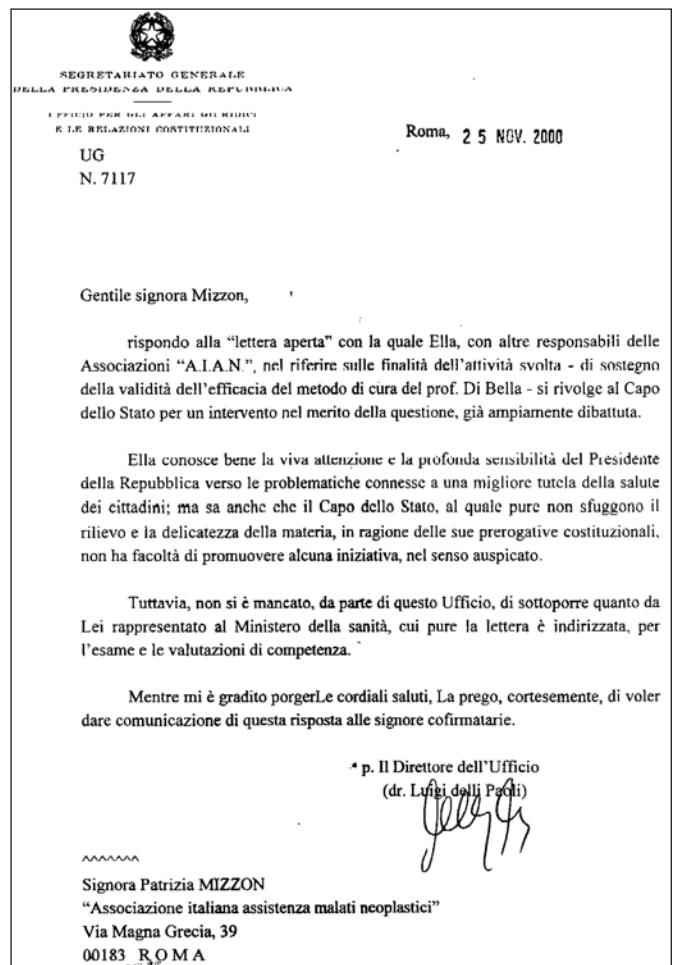 SEGRETARIATO GENERALE
DELLA PRESIDENZA DELLA REPUBBLICA
UFFICIO PER GLI AFFARI GIURIDICI
E LE RELAZIONI COSTITUZIONALI
Roma, 25 NOV. 2000
UG
N. 7117
Gentile signora Mizzon,
rispondo alla “lettera aperta” con la quale Ella, con altre responsabili delle
Associazioni “A.I.A.N.”, nel riferire sulle finalità dell’attività svolta - di sostegno
della validità dell’efficacia del metodo di cura del prof. Di Bella - si rivolge al Capo
dello Stato per un intervento nel merito della questione, già ampiamente dibattuta.
Ella conosce bene la viva attenzione e la profonda sensibilità del Presidente
della Repubblica verso le problematiche connesse a una migliore tutela della salute
dei cittadini; ma sa anche che il Capo dello Stato, al quale pure non sfuggono il
rilievo e la delicatezza della materia, in ragione delle sue prerogative costituzionali,
non ha facoltà di promuovere alcuna iniziativa, nel senso auspicato.
Tuttavia, non si è mancato, da parte di questo Ufficio, di sottoporre quanto da
Lei rappresentato al Ministero della sanità, cui pure la lettera è indirizzata, per
l’esame e le valutazioni di competenza.
Mentre mi è gradito porgerLe cordiali saluti, La prego, cortesemente, di voler
dare comunicazione di questa risposta alle signore cofirmatarie.
p. Il Direttore dell’Ufficio
(dr. Luigi delli Paoli)
^^^^^^^
Signora Patrizia MIZZON
“Associazione italiana assistenza malati neoplastici”
Via Magna Grecia, 39
00183 R O M A